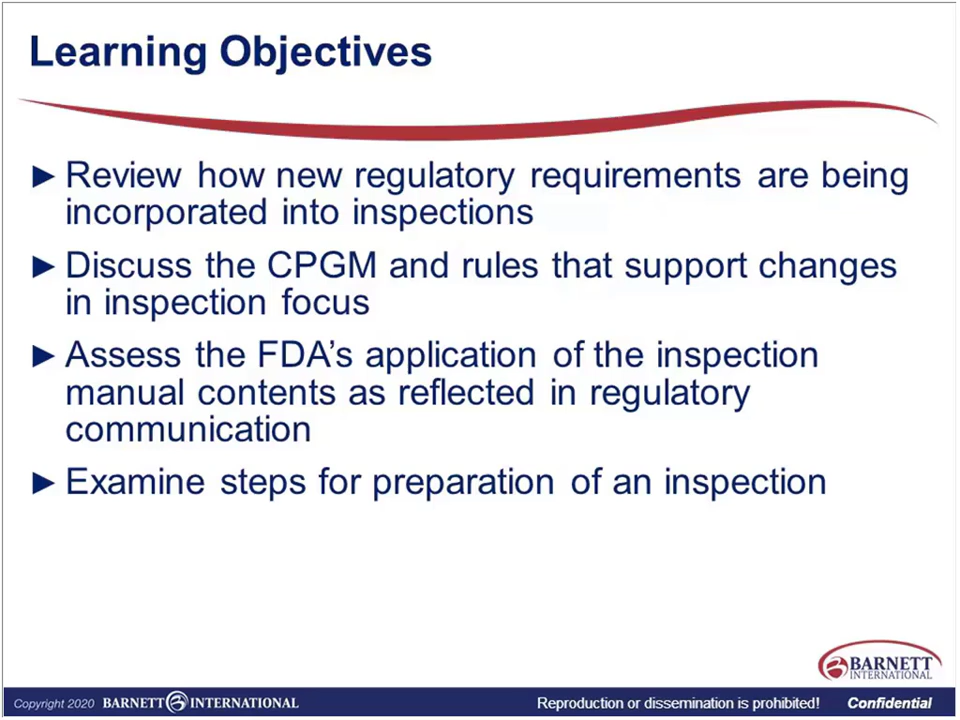 Learning Objectives
► Review how new regulatory requirements are being
incorporated into inspections
► Discuss the CPGM and rules that support changes
in inspection focus
► Assess the FDA’s application of the inspection
manual contents as reflected in regulatory
communication
► Examine steps for preparation of an inspection
BARNETT
INTERNATIONAL
Copyright 2020 BARNETT INTERNATIONAL Reproduction or dissemination is prohibited! Confidential